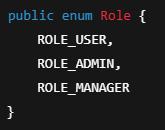 public enum Role {
    ROLE_USER,
    ROLE_ADMIN,
    ROLE_MANAGER
}